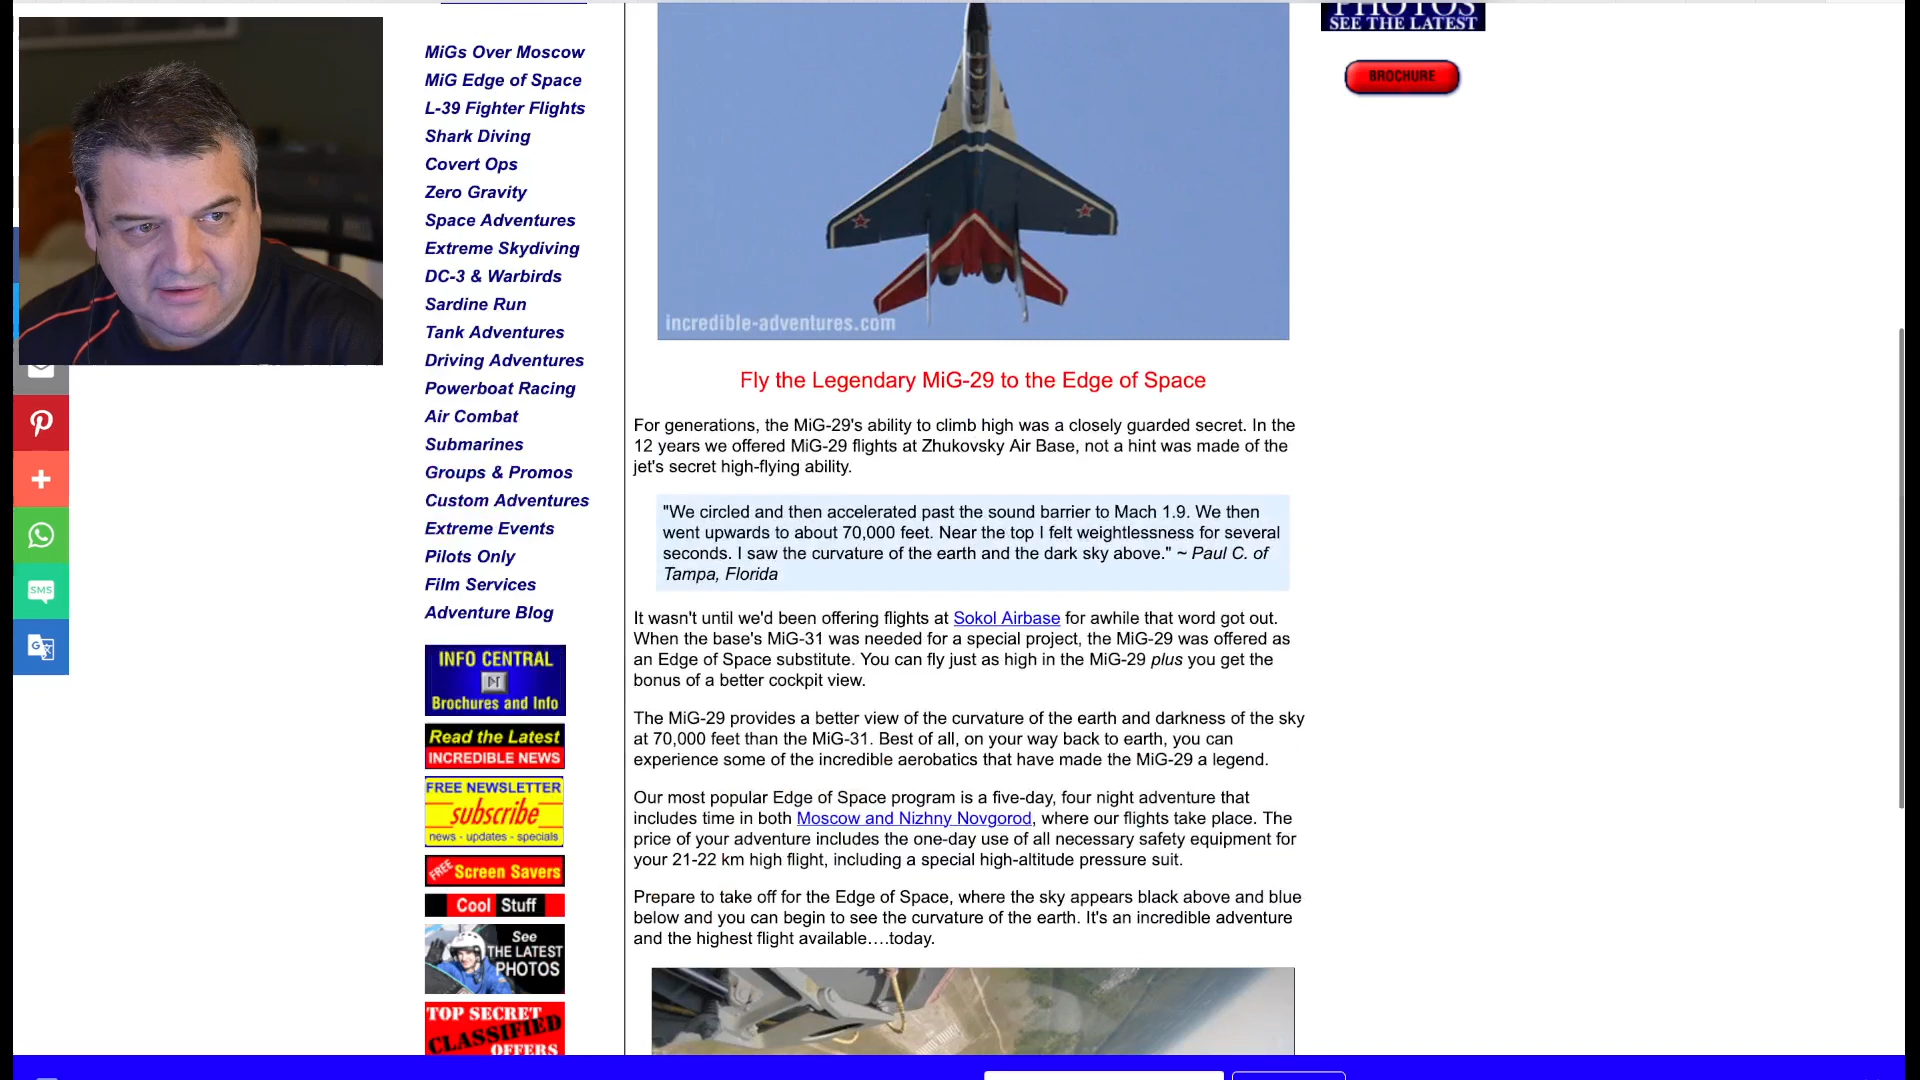 PHOTOS
SEE THE LATEST
BROCHURE
MiGs Over Moscow
MiG Edge of Space
L-39 Fighter Flights
Shark Diving
Covert Ops
Zero Gravity
Space Adventures
Extreme Skydiving
DC-3 & Warbirds
Sardine Run
Tank Adventures
Driving Adventures
Powerboat Racing
Air Combat
Submarines
Groups & Promos
Custom Adventures
Extreme Events
Pilots Only
Film Services
Adventure Blog
SMS
INFO CENTRAL
Brochures and Info
Read the Latest
INCREDIBLE NEWS
FREE NEWSLETTER
subscribe
news - updates - specials
FREE Screen Savers
Cool Stuff
See
THE LATEST
PHOTOS
TOP SECRET
CLASSIFIED
OFFERS
incredible-adventures.com
Fly the Legendary MiG-29 to the Edge of Space
For generations, the MiG-29's ability to climb high was a closely guarded secret. In the
12 years we offered MiG-29 flights at Zhukovsky Air Base, not a hint was made of the
jet's secret high-flying ability.
"We circled and then accelerated past the sound barrier to Mach 1.9. We then
went upwards to about 70,000 feet. Near the top I felt weightlessness for several
seconds. I saw the curvature of the earth and the dark sky above." ~ Paul C. of
Tampa, Florida
It wasn't until we'd been offering flights at Sokol Airbase for awhile that word got out.
When the base's MiG-31 was needed for a special project, the MiG-29 was offered as
an Edge of Space substitute. You can fly just as high in the MiG-29 plus you get the
bonus of a better cockpit view.
The MiG-29 provides a better view of the curvature of the earth and darkness of the sky
at 70,000 feet than the MiG-31. Best of all, on your way back to earth, you can
experience some of the incredible aerobatics that have made the MiG-29 a legend.
Our most popular Edge of Space program is a five-day, four night adventure that
includes time in both Moscow and Nizhny Novgorod, where our flights take place. The
price of your adventure includes the one-day use of all necessary safety equipment for
your 21-22 km high flight, including a special high-altitude pressure suit.
Prepare to take off for the Edge of Space, where the sky appears black above and blue
below and you can begin to see the curvature of the earth. It's an incredible adventure
and the highest flight available….today.